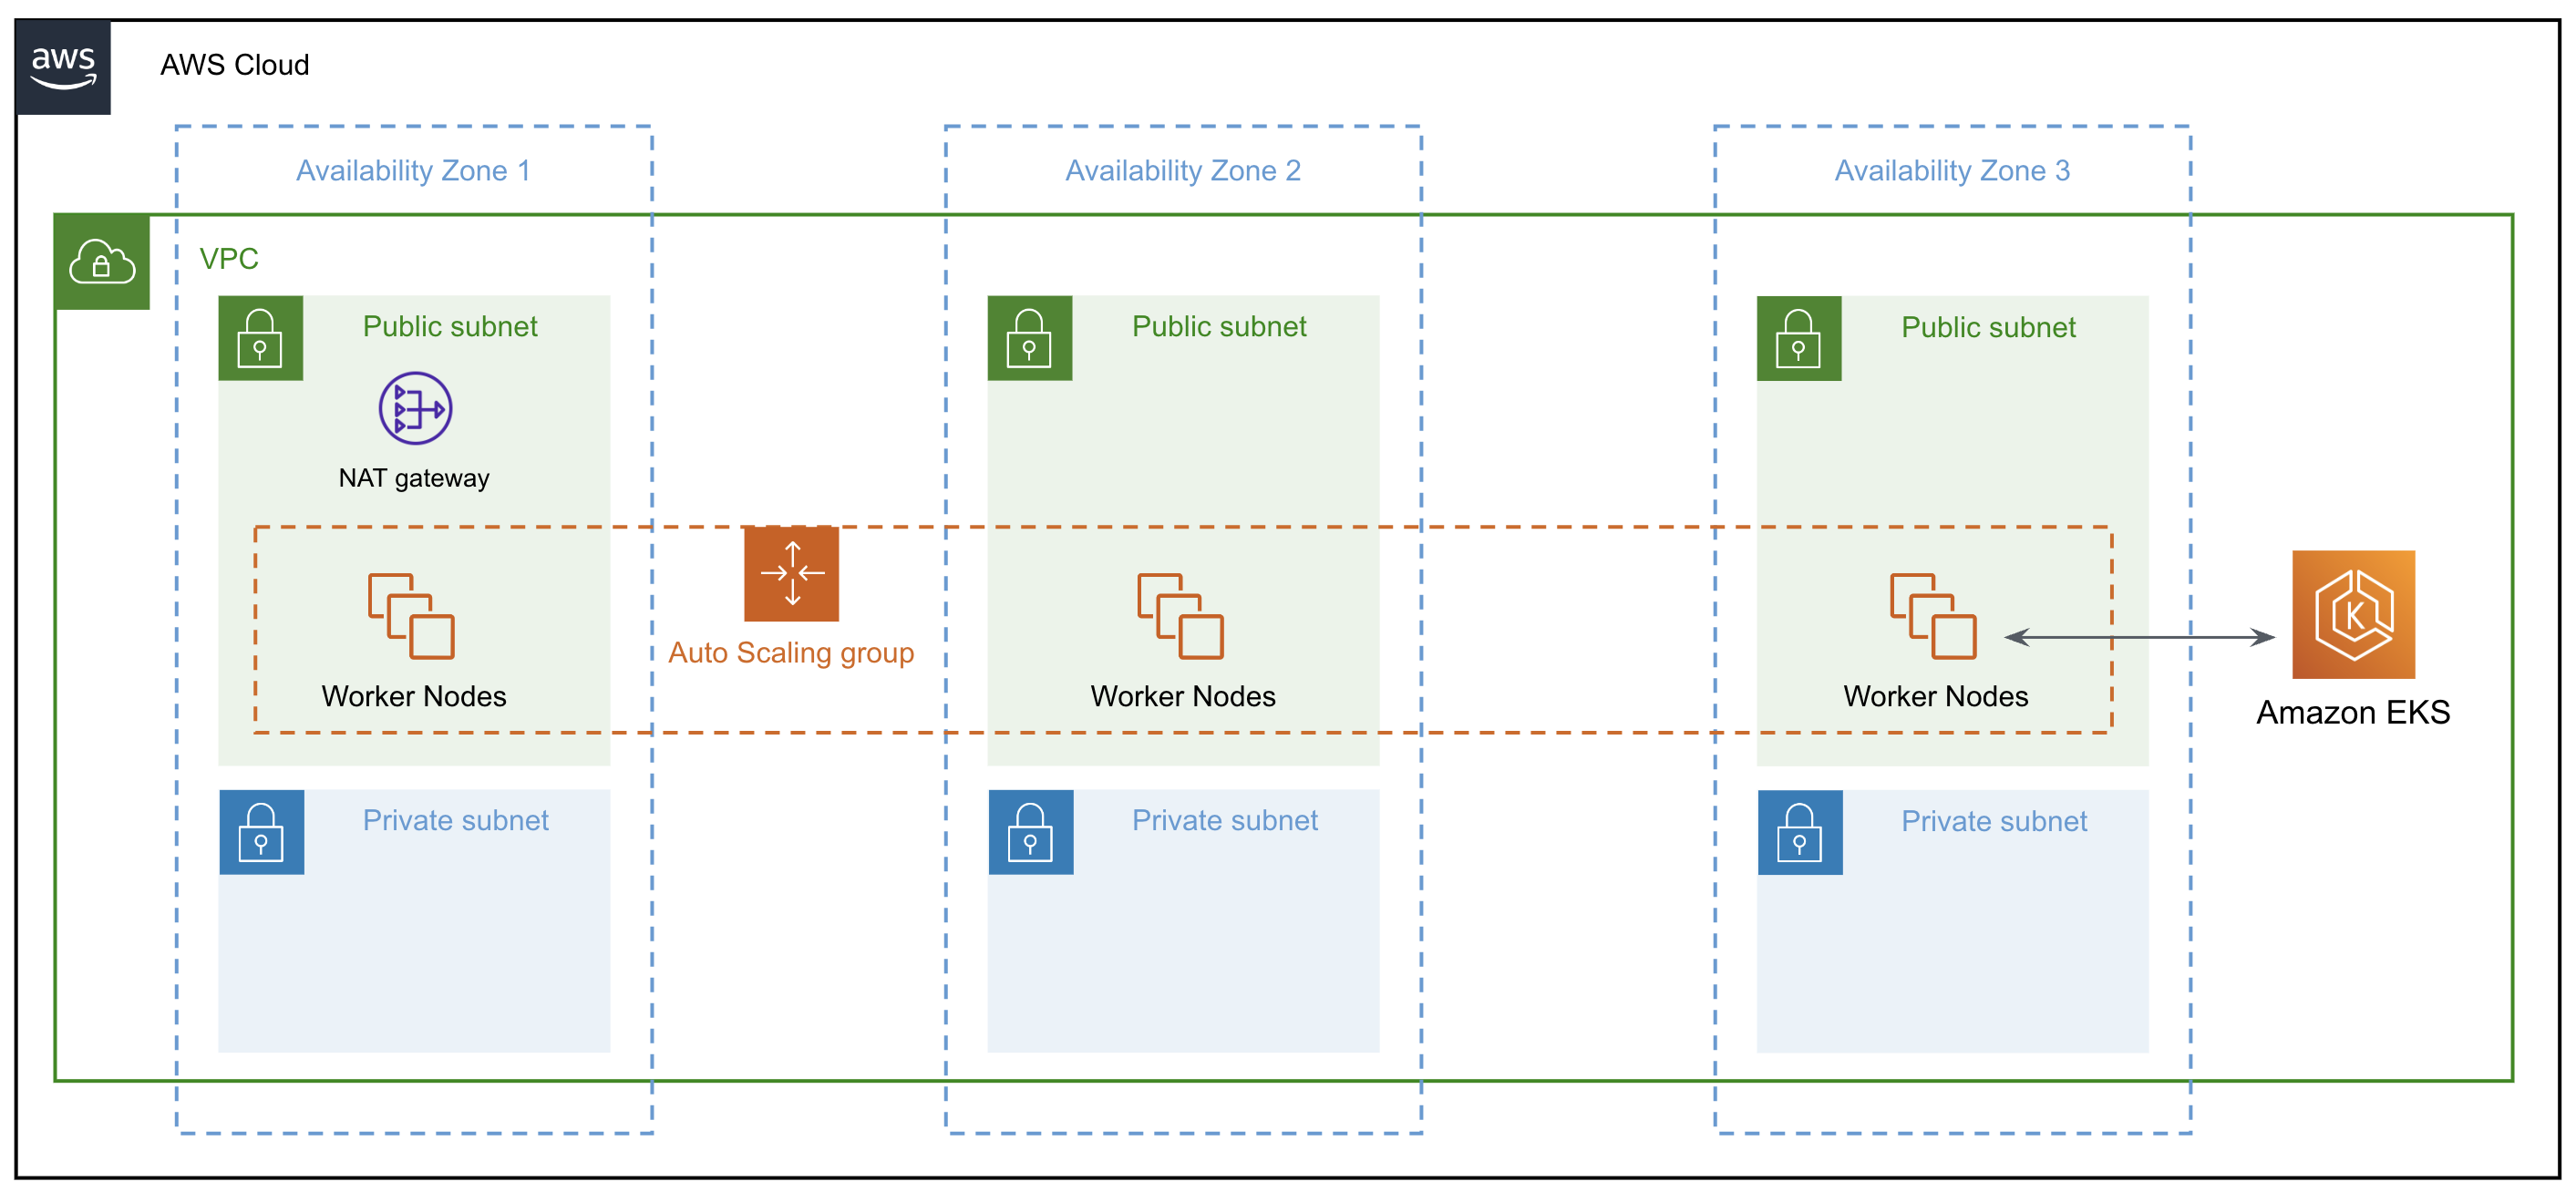 aws
AWS Cloud
Availability Zone 1
Availability Zone 2
Availability Zone 3
VPC
Public subnet
Public subnet
Public subnet
NAT gateway
Auto Scaling group
Worker Nodes
Worker Nodes
Worker Nodes
K
Amazon EKS
Private subnet
Private subnet
Private subnet